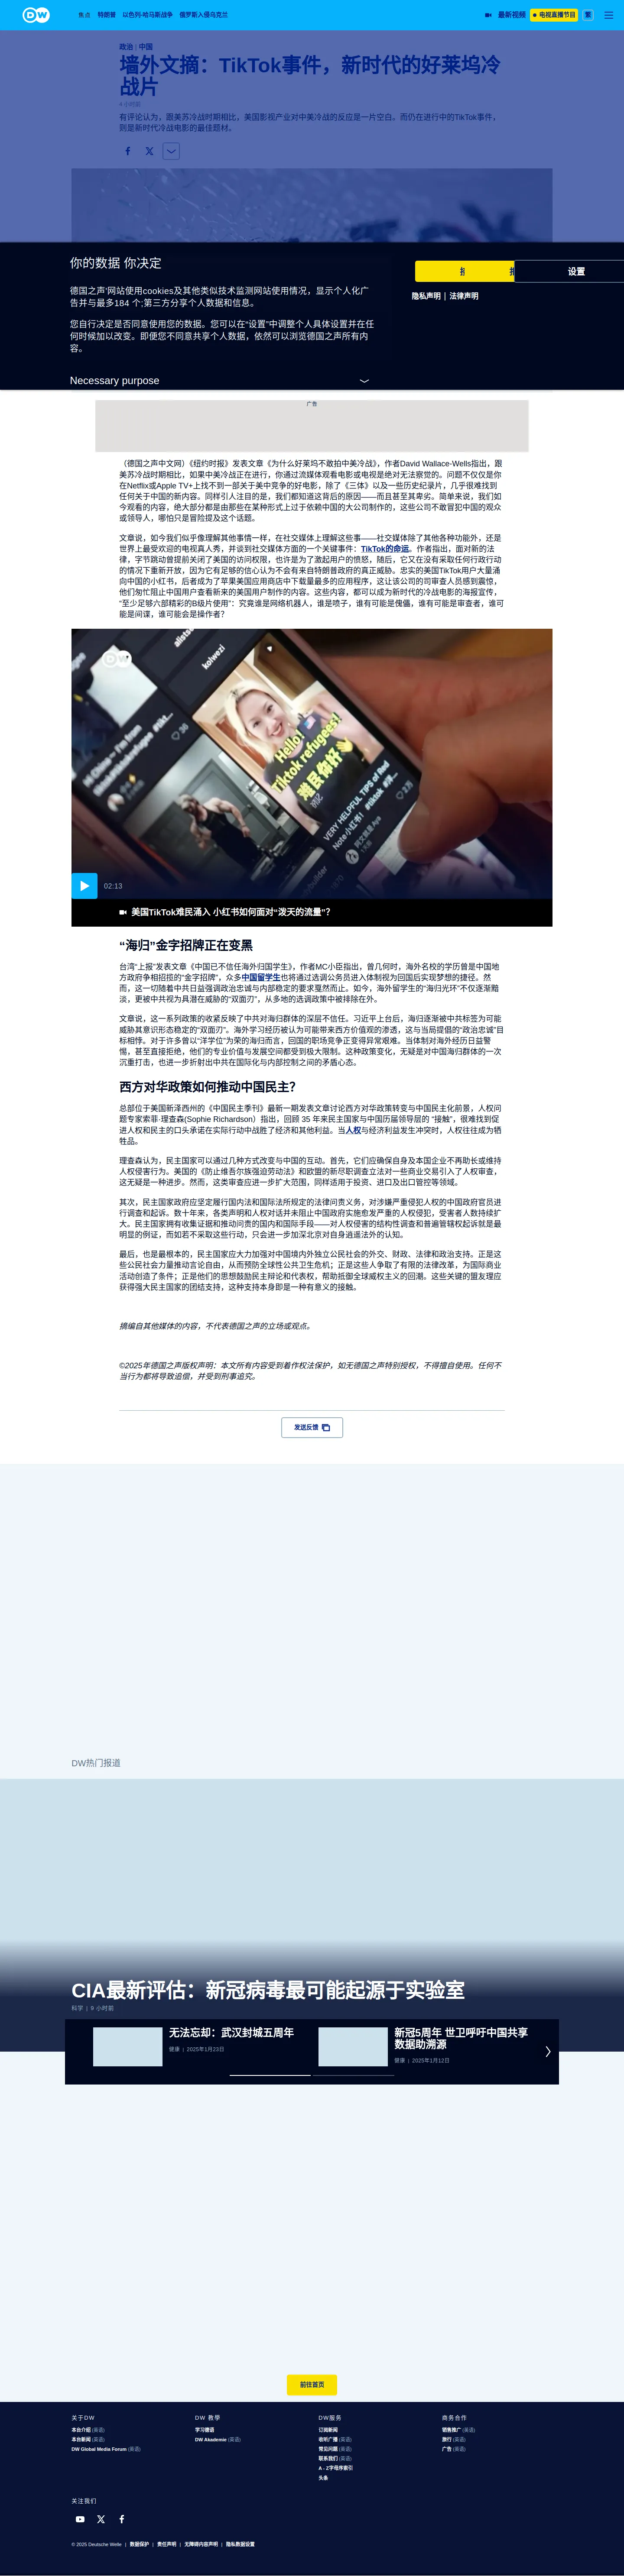 DW
焦点 特朗普 以色列-哈马斯战争 俄罗斯入侵乌克兰
最新视频 电视直播节目 繁
政治 | 中国
墙外文摘：TikTok事件，新时代的好莱坞冷
战片
4 小时前
有评论认为，跟美苏冷战时期相比，美国影视产业对中美冷战的反应是一片空白。而仍在进行中的TikTok事件，
则是新时代冷战电影的最佳题材。
你的数据 你决定
设置
德国之声'网站使用cookies及其他类似技术监测网站使用情况，显示个人化广
告并与最多184 个;第三方分享个人数据和信息。
隐私声明 | 法律声明
您自行决定是否同意使用您的数据。您可以在“设置”中调整个人具体设置并在任
何时候加以改变。即便您不同意共享个人数据，依然可以浏览德国之声所有内
容。
Necessary purpose
广告
（德国之声中文网）《纽约时报》发表文章《为什么好莱坞不敢拍中美冷战》，作者David Wallace-Wells指出，跟
美苏冷战时期相比，如果中美冷战正在进行，你通过流媒体观看电影或电视是绝对无法察觉的。问题不仅仅是你
在Netflix或Apple TV+上找不到一部关于美中竞争的好电影，除了《三体》以及一些历史纪录片，几乎很难找到
任何关于中国的新内容。同样引人注目的是，我们都知道这背后的原因——而且甚至其卑劣。简单来说，我们如
今观看的内容，绝大部分都是由那些在某种形式上过于依赖中国的大公司制作的，这些公司不敢冒犯中国的观众
或领导人，哪怕只是冒险提及这个话题。
文章说，如今我们似乎像理解其他事情一样，在社交媒体上理解这些事——社交媒体除了其他各种功能外，还是
世界上最受欢迎的电视真人秀，并谈到社交媒体方面的一个关键事件：TikTok的命运。作者指出，面对新的法
律，字节跳动曾提前关闭了美国的访问权限，也许是为了激起用户的愤怒，随后，它又在没有采取任何行政行动
的情况下重新开放，因为它有足够的信心认为不会有来自特朗普政府的真正威胁。忠实的美国TikTok用户大量涌
向中国的小红书，后者成为了苹果美国应用商店中下载量最多的应用程序，这让该公司的司审查人员感到震惊，
他们匆忙阻止中国用户查看新来的美国用户制作的内容。这些内容，都可以成为新时代的冷战电影的海报宣传，
“至少足够六部精彩的B级片使用”：究竟谁是网络机器人，谁是喷子，谁有可能是傀儡，谁有可能是审查者，谁可
能是间谍，谁可能会是操作者？
DW
kolwezi
Hello!
Tiktok refugees!
难民你好
VERY HELPFUL TIPS of Red
Note小红书！
02:13
美国TikTok难民涌入 小红书如何面对“泼天的流量”？
“海归”金字招牌正在变黑
台湾“上报”发表文章《中国已不信任海外归国学生》，作者MC小臣指出，曾几何时，海外名校的学历曾是中国地
方政府争相招揽的“金字招牌”，众多中国留学生也将通过选调公务员进入体制视为回国后实现梦想的捷径。然
而，这一切随着中共日益强调政治忠诚与内部稳定的要求戛然而止。如今，海外留学生的“海归光环”不仅逐渐黯
淡，更被中共视为具潜在威胁的“双面刃”，从多地的选调政策中被排除在外。
文章说，这一系列政策的收紧反映了中共对海归群体的深层不信任。习近平上台后，海归逐渐被中共标签为可能
威胁其意识形态稳定的“双面刃”。海外学习经历被认为可能带来西方价值观的渗透，这与当局提倡的“政治忠诚”目
标相悖。对于许多曾以“洋学位”为荣的海归而言，回国的职场竞争正变得异常艰难。当体制对海外经历日益警
惕，甚至直接拒绝，他们的专业价值与发展空间都受到极大限制。这种政策变化，无疑是对中国归群体的一次
沉重打击，也进一步折射出中共在国际化与内部控制之间的矛盾心态。
西方对华政策如何推动中国民主？
总部位于美国新泽西州的《中国民主季刊》最新一期发表文章讨论西方对华政策转变与中国民主化前景，人权问
题专家索菲·理查森(Sophie Richardson）指出，回顾 35 年来民主国家与中国历届领导层的 “接触”，很难找到促
进人权和民主的口头承诺在实际行动中战胜了经济和其他利益。当人权与经济利益发生冲突时，人权往往成为牺
牲品。
理查森认为，民主国家可以通过几种方式改变与中国的互动。首先，它们应确保自身及本国企业不再助长或维持
人权侵害行为。美国的《防止维吾尔族强迫劳动法》和欧盟的新尽职调查立法对一些商业交易引入了人权审查，
这无疑是一种进步。然而，这类审查应进一步扩大范围，同样适用于投资、进口及出口管控等领域。
其次，民主国家政府应坚定履行国内法和国际法所规定的法律问责义务，对涉嫌严重侵犯人权的中国政府官员进
行调查和起诉。数十年来，各类声明和人权对话并未阻止中国政府实施愈发严重的人权侵犯，受害者人数持续扩
大。民主国家拥有收集证据和推动问责的国内和国际手段——对人权侵害的结构性调查和普遍管辖权起诉就是最
明显的例证，而如若不采取这些行动，只会进一步加深北京对自身逍遥法外的认知。
最后，也是最根本的，民主国家应大力加强对中国境内外独立公民社会的外交、财政、法律和政治支持。正是这
些公民社会力量推动言论自由，从而预防全球性公共卫生危机；正是这些人争取了有限的法律改革，为国际商业
活动创造了条件；正是他们的思想鼓励民主辩论和代表权，帮助抵御全球威权主义的回潮。这些关键的盟友理应
获得强大民主国家的团结支持，这种支持本身即是一种有意义的接触。
摘编自其他媒体的内容，不代表德国之声的立场或观点。
©2025年德国之声版权声明：本文所有内容受到着作权法保护，如无德国之声特别授权，不得擅自使用。任何不
当行为都将导致追偿，并受到刑事追究。
发送反馈
DW热门报道
CIA最新评估：新冠病毒最可能起源于实验室
科学 | 9 小时前
无法忘却：武汉封城五周年
健康 | 2025年1月23日
新冠5周年 世卫呼吁中国共享
数据助溯源
健康 | 2025年1月12日
前往首页
关于DW
本台介绍 (英语)
本台新闻 (英语)
DW Global Media Forum (英语)
DW 教學
学习德语
DW Akademie (英语)
DW服务
订阅新闻
收听广播 (英语)
常见问题 (英语)
联系我们 (英语)
A - Z字母序索引
头条
商务合作
销售推广 (英语)
旅行 (英语)
广告 (英语)
关注我们
© 2025 Deutsche Welle | 数据保护 | 责任声明 | 无障碍内容声明 | 隐私数据设置